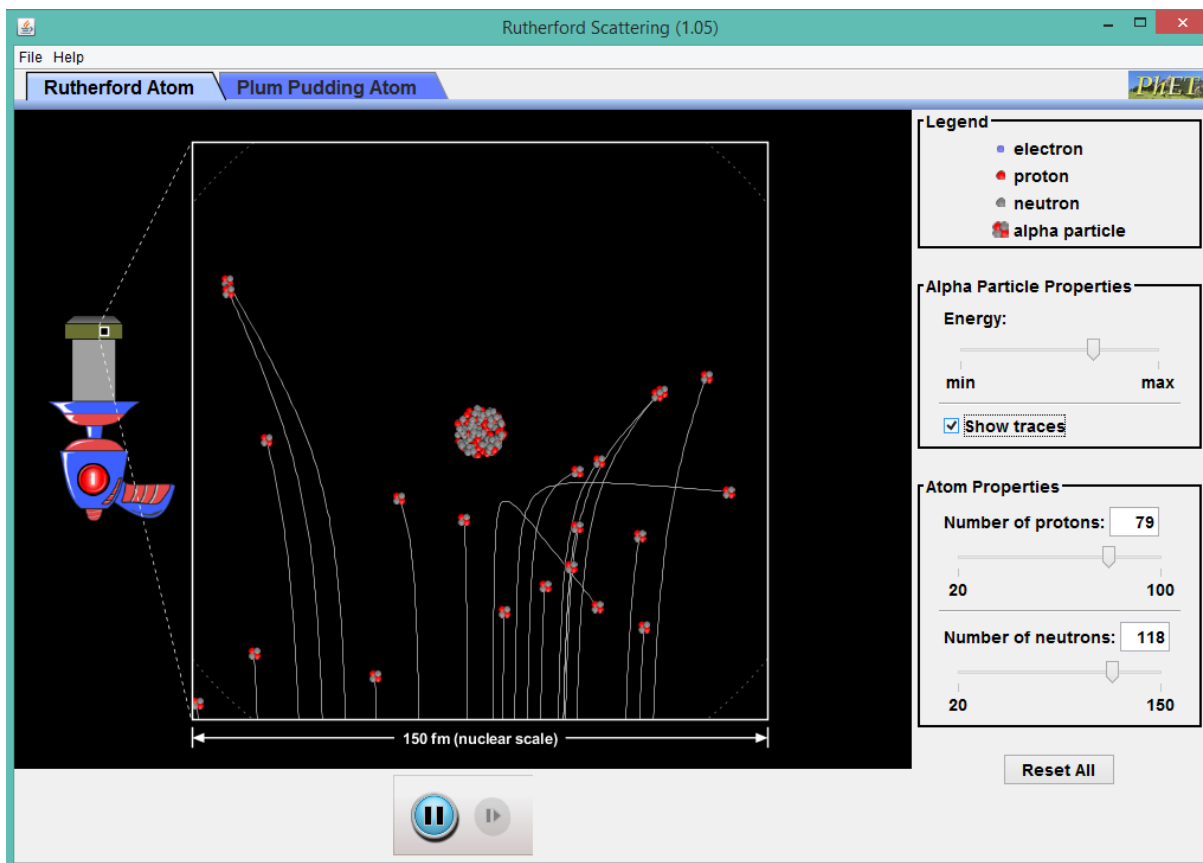 Rutherford Scattering (1.05)
File Help
Rutherford Atom Plum Pudding Atom
PhET
Legend
electron
proton
neutron
alpha particle
Alpha Particle Properties
Energy:
min max
Show traces
Atom Properties
Number of protons: 79
20 100
Number of neutrons: 118
20 150
150 fm (nuclear scale)
Reset All